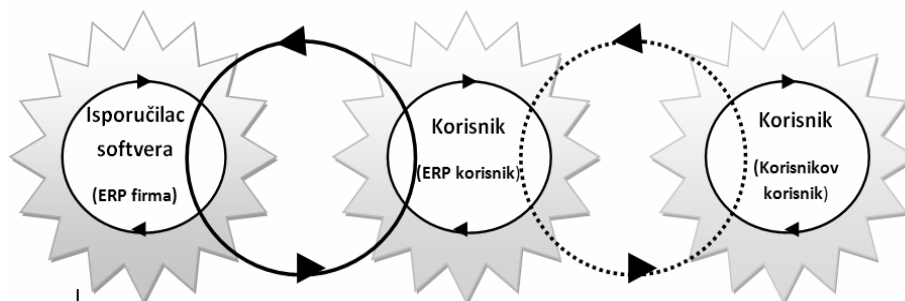 Isporučilac
softvera
(ERP firma)
Korisnik
(ERP korisnik)
Korisnik
(Korisnikov
korisnik)